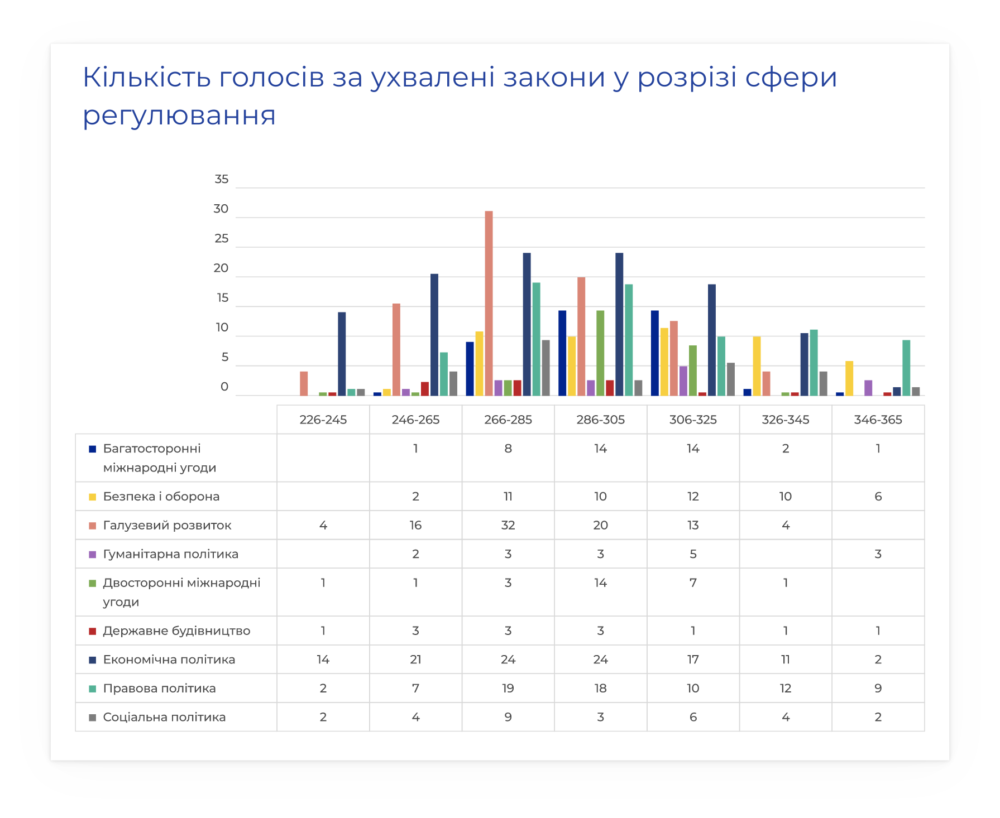 Кількість голосів за ухвалені закони у розрізі сфери
регулювання
35
30
25
20
15
10
5
0
226-245 246-265 266-285 286-305 306-325 326-345 346-365
Багатосторонні 1 8 14 14 2 1
міжнародні угоди
Безпека і оборона 2 11 10 12 10 6
Галузевий розвиток 4 16 32 20 13 4
Гуманітарна політика 2 3 3 5 3
Двосторонні міжнародні 1 1 3 14 7 1
угоди
Державне будівництво 1 3 3 3 1 1 1
Економічна політика 14 21 24 24 17 11 2
Правова політика 2 7 19 18 10 12 9
Соціальна політика 2 4 9 3 6 4 2